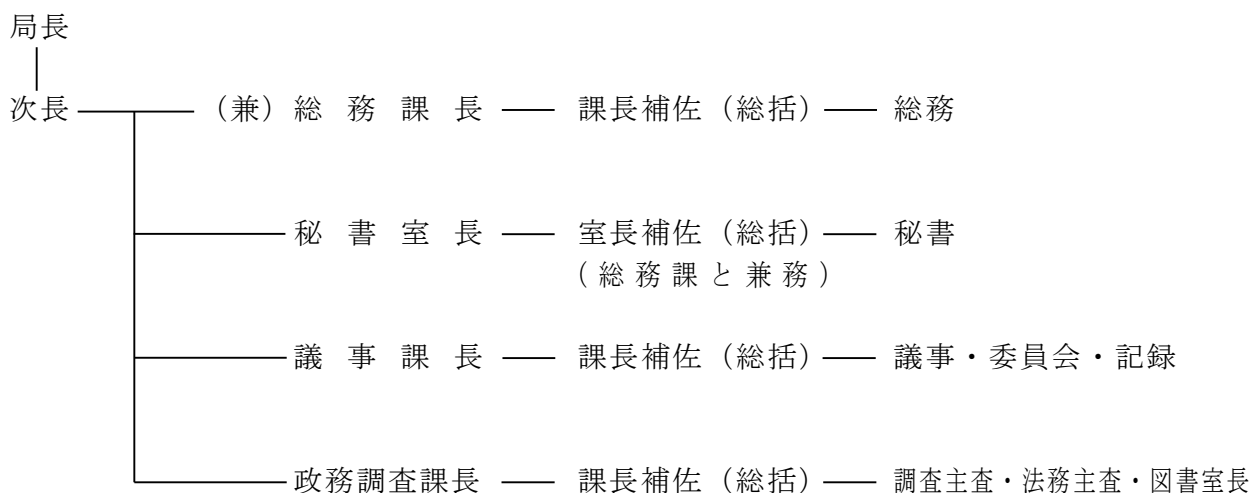 局長
次長 (兼) 総務課長 課長補佐 (総括) 総務
秘書室長 室長補佐 (総括) 秘書
(総務課と兼務)
議事課長 課長補佐 (総括) 議事・委員会・記録
政務調査課長 課長補佐 (総括) 調査主査・法務主査・図書室長